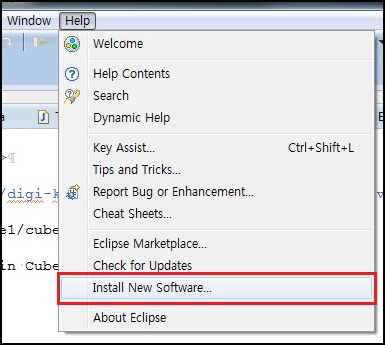 Window Help
Welcome
Help Contents
Search
Dynamic Help
Key Assist... Ctrl+Shift+L
Tips and Tricks...
Report Bug or Enhancement...
Cheat Sheets...
/digi-k
Eclipse Marketplace...
e1/cube
Check for Updates
in Cube
Install New Software...
About Eclipse